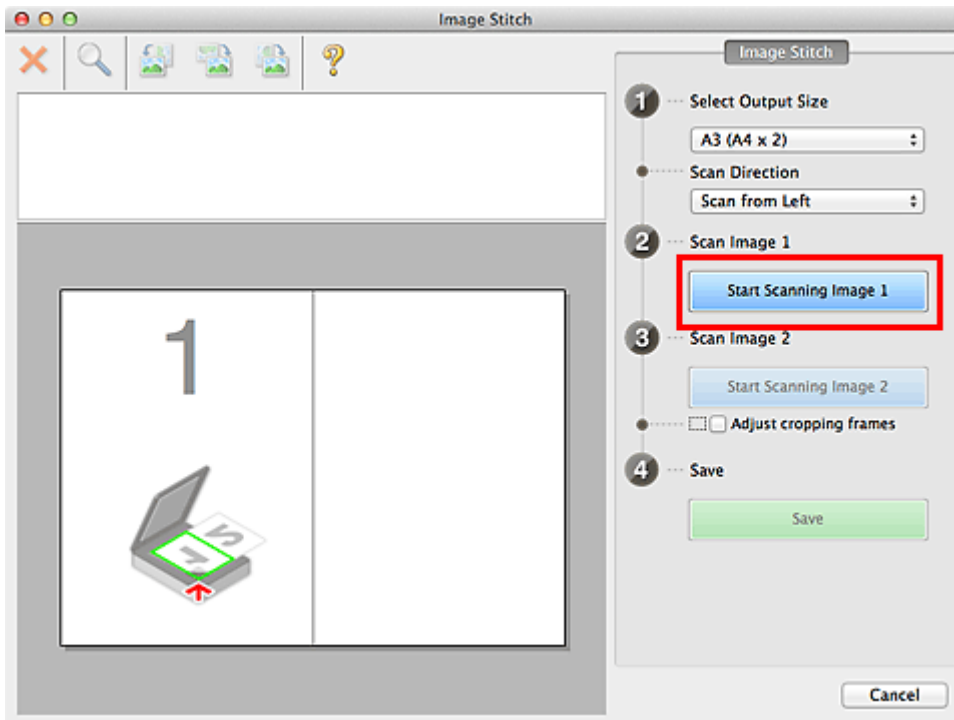 Image Stitch
Image Stitch
1 Select Output Size
A3 (A4 x 2)
Scan Direction
Scan from Left
2 Scan Image 1
Start Scanning Image 1
3 Scan Image 2
Start Scanning Image 2
Adjust cropping frames
4 Save
Save
Cancel
1